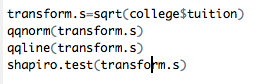 transform.s=sqrt(college$tuition)
qqnorm(transform.s)
qqline(transform.s)
shapiro.test(transform.s)